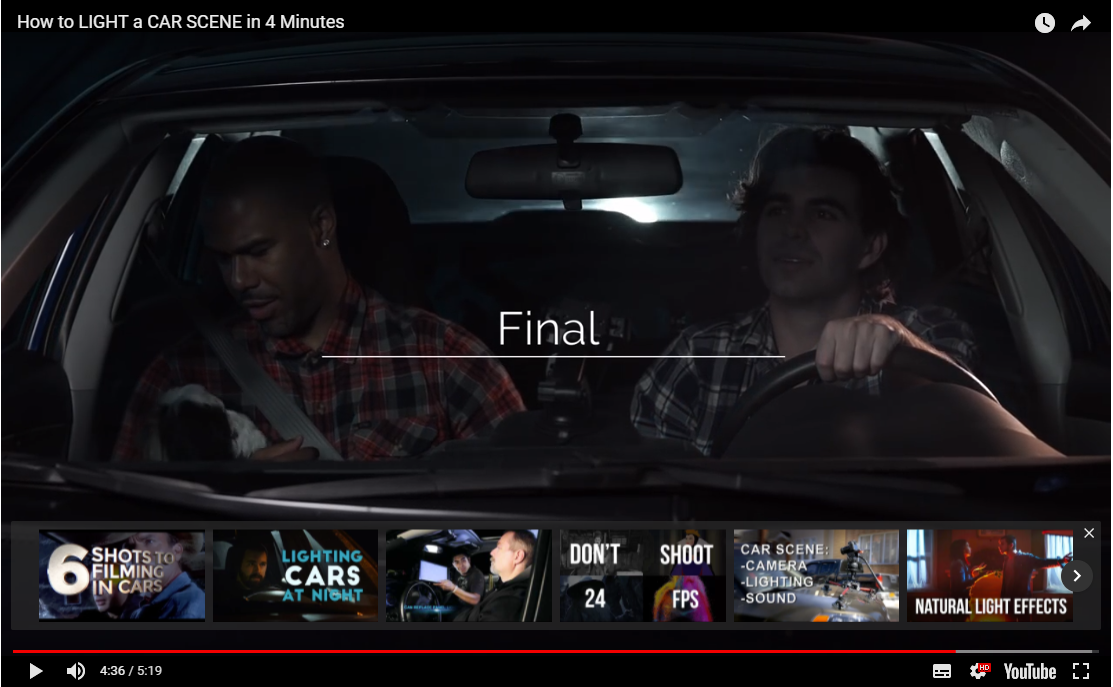 How to LIGHT a CAR SCENE in 4 Minutes
Final
6 SHOTS TO
FILMING
IN CARS
LIGHTING
CARS
AT NIGHT
DON'T SHOOT
24 FPS
CAR SCENE:
-CAMERA
-LIGHTING
-SOUND
NATURAL LIGHT EFFECTS
4:36 / 5:19
HD
YouTube